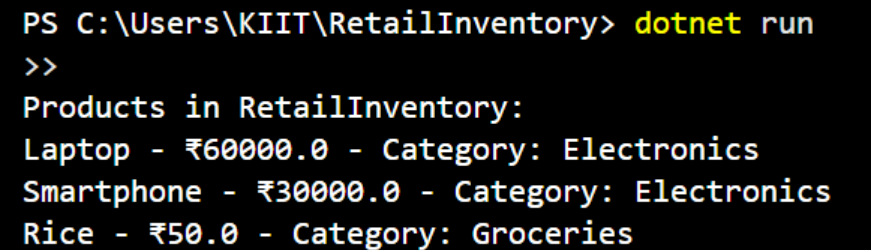 PS C:\Users\KIIT\RetailInventory> dotnet run
>>
Products in RetailInventory:
Laptop - ₹60000.0 - Category: Electronics
Smartphone - ₹30000.0 - Category: Electronics
Rice - ₹50.0 - Category: Groceries